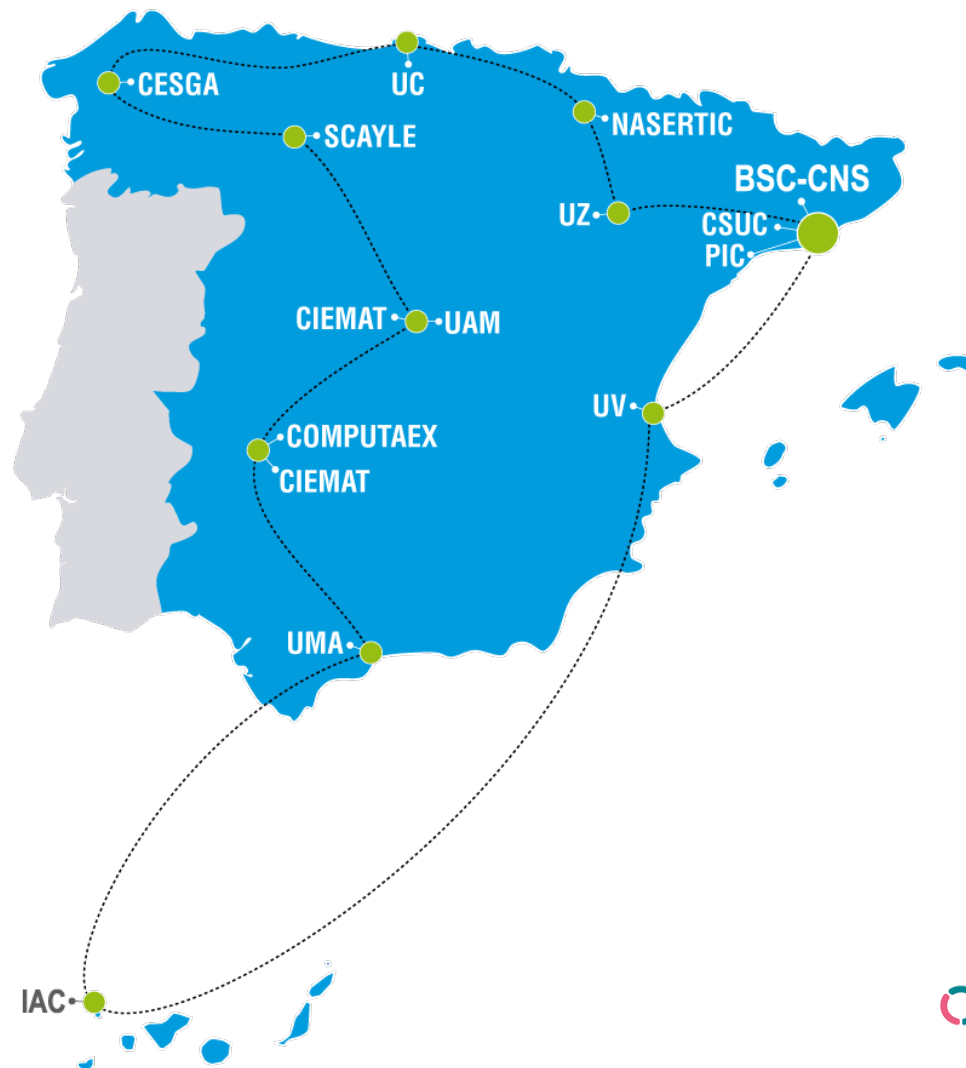 CESGA
UC
SCAYLE
NASERTIC
BSC-CNS
UZ
CSUC
PIC
CIEMAT
UAM
UV
COMPUTAEX
CIEMAT
UMA
IAC